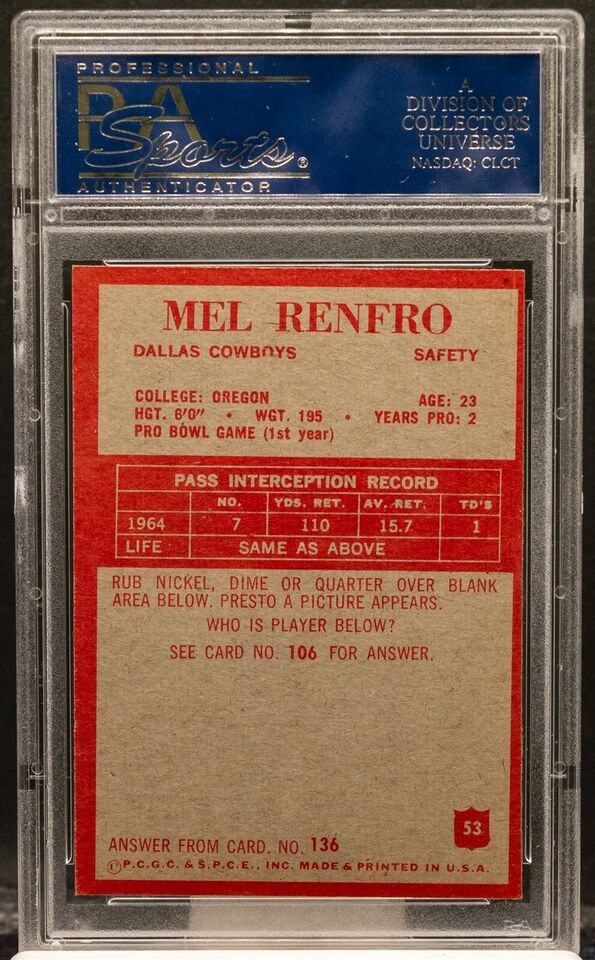 PROFESSIONAL
PSA
Sports®
AUTHENTICATOR
A
DIVISION OF
COLLECTORS
UNIVERSE
NASDAQ: CLCT
MEL RENFRO
DALLAS COWBOYS SAFETY
COLLEGE: OREGON AGE: 23
HGT. 6'0" • WGT. 195 • YEARS PRO: 2
PRO BOWL GAME (1st year)
PASS INTERCEPTION RECORD
NO. YDS. RET. AV. RET. TD'S
1964 7 110 15.7 1
LIFE SAME AS ABOVE
RUB NICKEL, DIME OR QUARTER OVER BLANK
AREA BELOW. PRESTO A PICTURE APPEARS.
WHO IS PLAYER BELOW?
SEE CARD NO. 106 FOR ANSWER.
53
ANSWER FROM CARD. NO. 136
©P.C.G.C. & S.P.C.E., INC. MADE & PRINTED IN U.S.A.